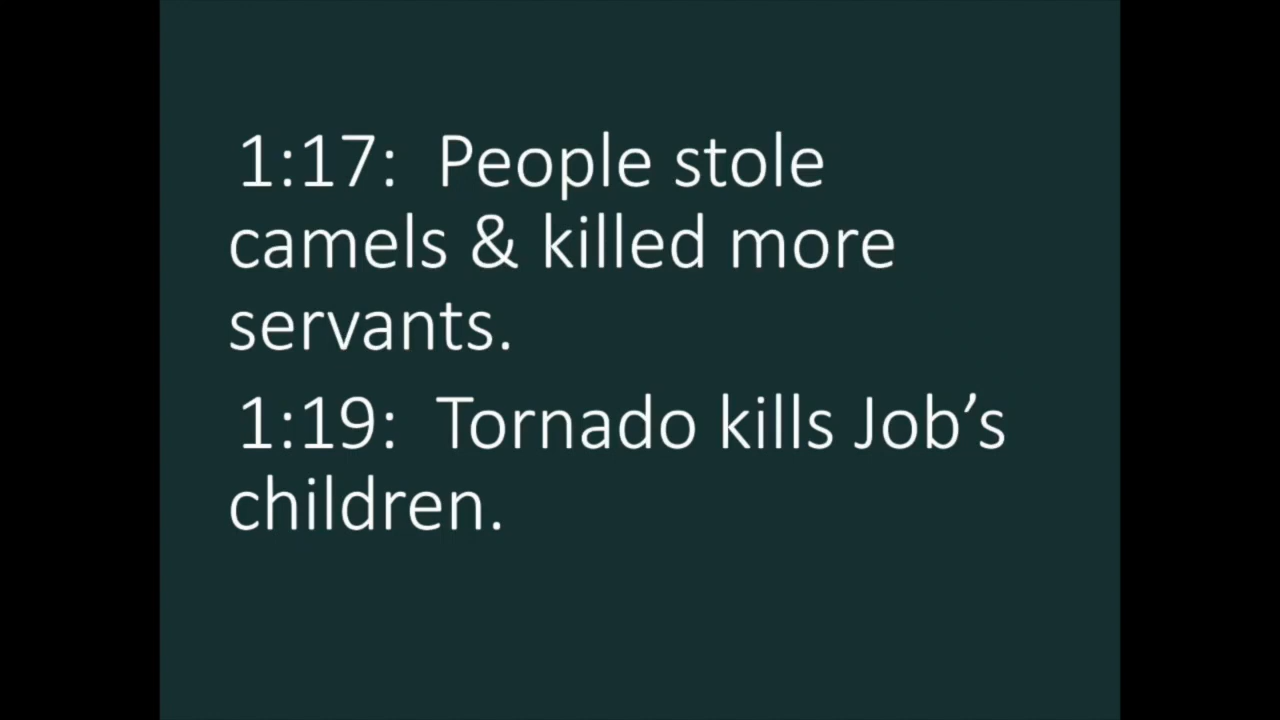 1:17:  People stole
camels & killed more
servants.
1:19:  Tornado kills Job’s
children.